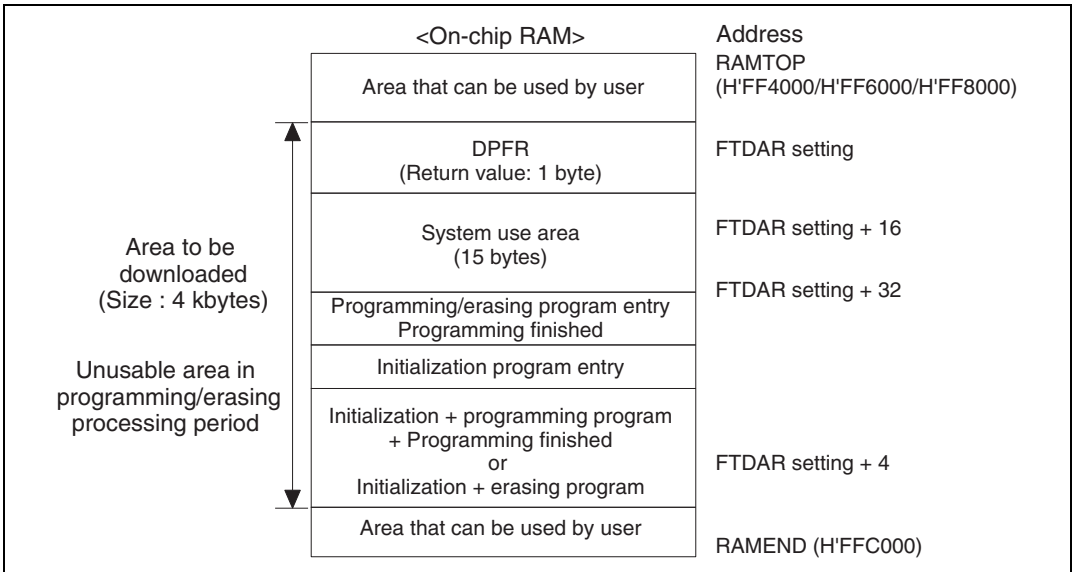 <On-chip RAM>
Address
RAMTOP
(H'FF4000/H'FF6000/H'FF8000)
Area that can be used by user
DPFR
(Return value: 1 byte)
FTDAR setting
System use area
(15 bytes)
FTDAR setting + 16
Area to be
downloaded
(Size : 4 kbytes)
FTDAR setting + 32
Programming/erasing program entry
Programming finished
Initialization program entry
Unusable area in
programming/erasing
processing period
Initialization + programming program
+ Programming finished
or
Initialization + erasing program
FTDAR setting + 4
Area that can be used by user
RAMEND (H'FFC000)